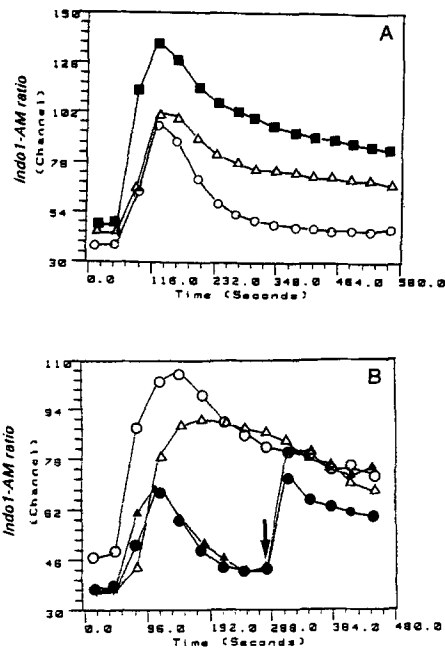 A
150
126
102
78
54
30
Indo1-AM ratio
(Channel)
0.0 116.0 232.0 348.0 464.0 580.0
Time (Seconds)
B
110
94
78
62
46
30
Indo1-AM ratio
(Channel)
0.0 96.0 192.0 288.0 384.0 480.0
Time (Seconds)